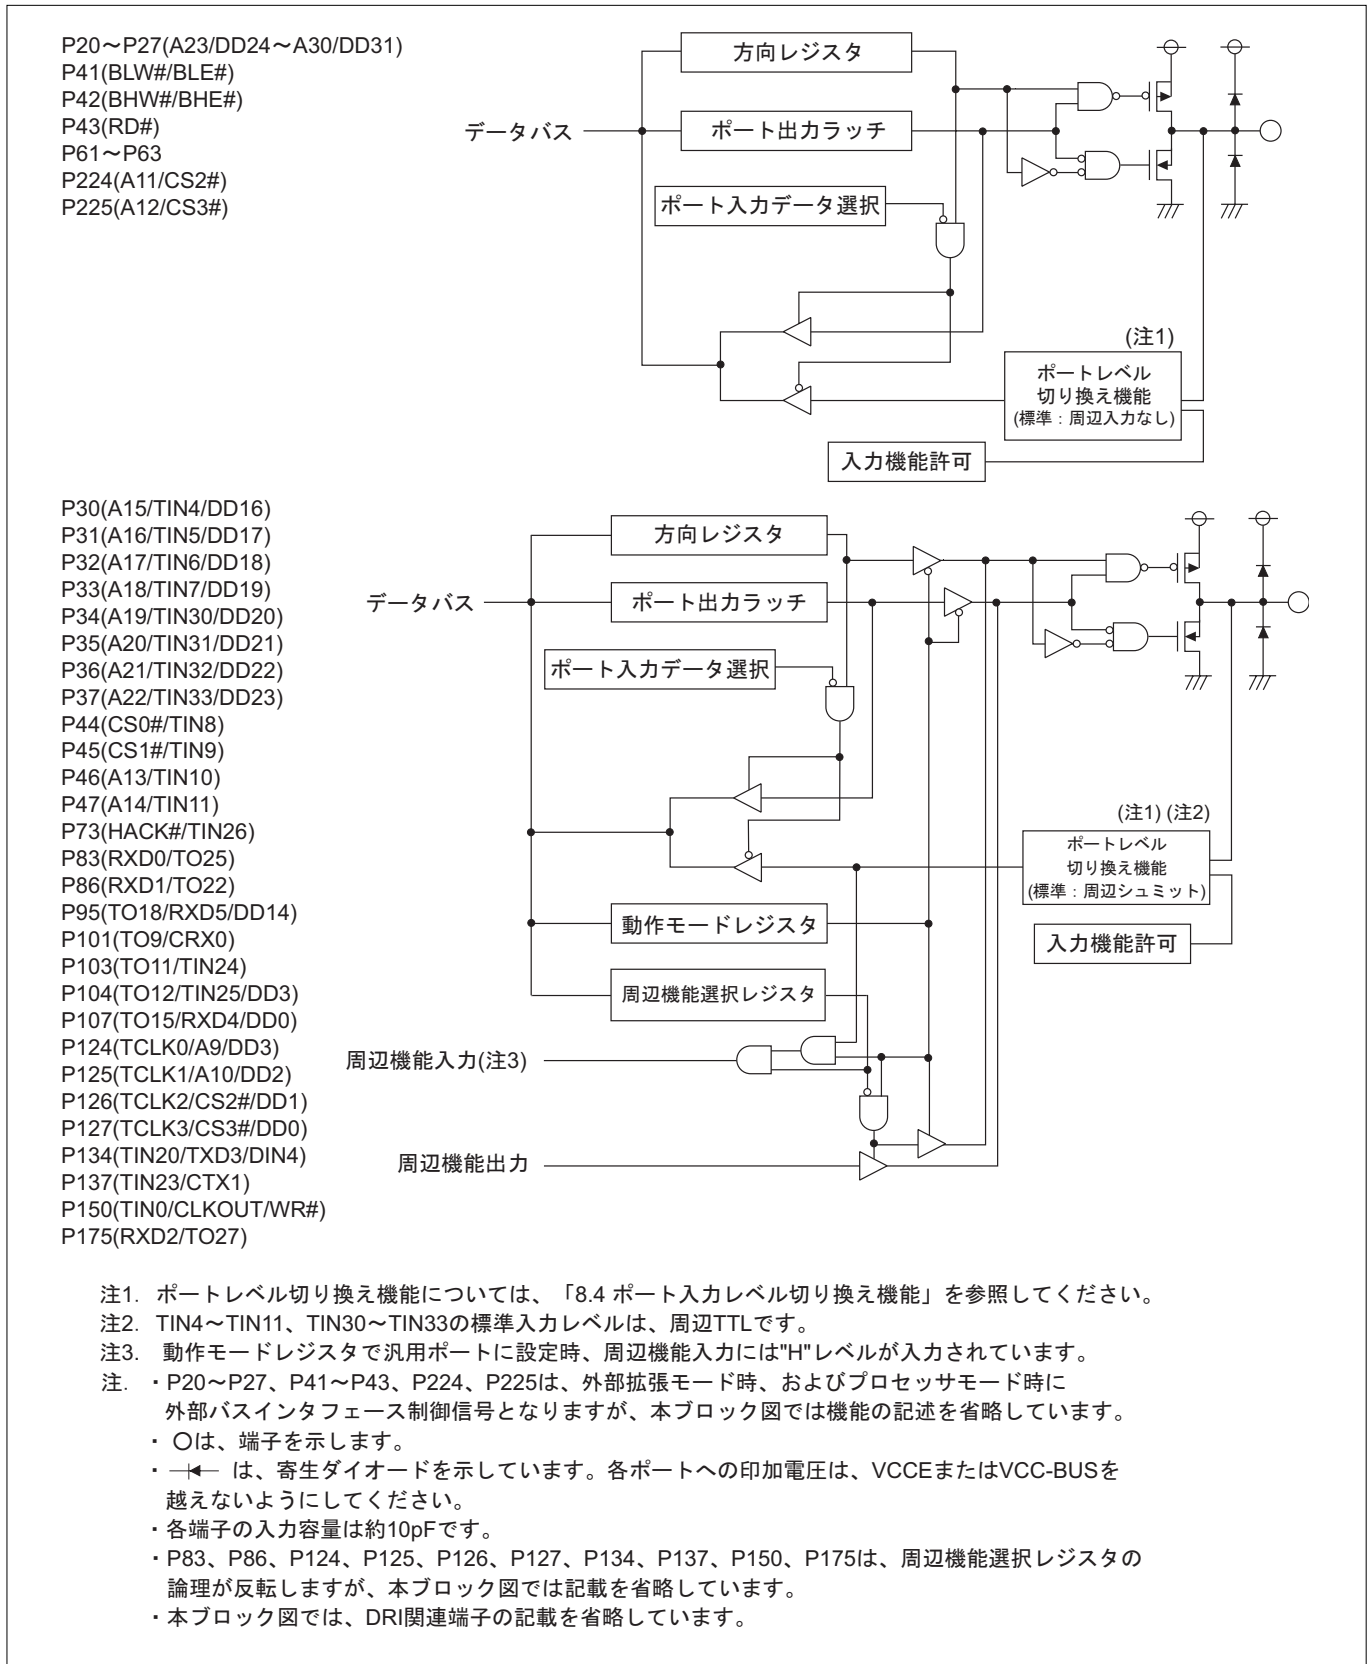 P20～P27(A23/DD24～A30/DD31)
P41(BLW#/BLE#)
P42(BHW#/BHE#)
P43(RD#)
P61～P63
P224(A11/CS2#)
P225(A12/CS3#)
データバス
方向レジスタ
ポート出力ラッチ
ポート入力データ選択
(注1)
ポートレベル
切り換え機能
(標準：周辺入力なし)
入力機能許可
P30(A15/TIN4/DD16)
P31(A16/TIN5/DD17)
P32(A17/TIN6/DD18)
P33(A18/TIN7/DD19)
P34(A19/TIN30/DD20)
P35(A20/TIN31/DD21)
P36(A21/TIN32/DD22)
P37(A22/TIN33/DD23)
P44(CS0#/TIN8)
P45(CS1#/TIN9)
P46(A13/TIN10)
P47(A14/TIN11)
P73(HACK#/TIN26)
P83(RXD0/TO25)
P86(RXD1/TO22)
P95(TO18/RXD5/DD14)
P101(TO9/CRX0)
P103(TO11/TIN24)
P104(TO12/TIN25/DD3)
P107(TO15/RXD4/DD0)
P124(TCLK0/A9/DD3)
P125(TCLK1/A10/DD2)
P126(TCLK2/CS2#/DD1)
P127(TCLK3/CS3#/DD0)
P134(TIN20/TXD3/DIN4)
P137(TIN23/CTX1)
P150(TIN0/CLKOUT/WR#)
P175(RXD2/TO27)
データバス
方向レジスタ
ポート出力ラッチ
ポート入力データ選択
(注1) (注2)
ポートレベル
切り換え機能
(標準：周辺シュミット)
入力機能許可
動作モードレジスタ
周辺機能選択レジスタ
周辺機能入力(注3)
周辺機能出力
注1. ポートレベル切り換え機能については、「8.4 ポート入力レベル切り換え機能」を参照してください。
注2. TIN4～TIN11、TIN30～TIN33の標準入力レベルは、周辺TTLです。
注3. 動作モードレジスタで汎用ポートに設定時、周辺機能入力には"H"レベルが入力されています。
注. ・P20～P27、P41～P43、P224、P225は、外部拡張モード時、およびプロセッサモード時に
外部バスインタフェース制御信号となりますが、本ブロック図では機能の記述を省略しています。
・ ○は、端子を示します。
・ は、寄生ダイオードを示しています。各ポートへの印加電圧は、VCCEまたはVCC-BUSを
越えないようにしてください。
・各端子の入力容量は約10pFです。
・P83、P86、P124、P125、P126、P127、P134、P137、P150、P175は、周辺機能選択レジスタの
論理が反転しますが、本ブロック図では記載を省略しています。
・本ブロック図では、DRI関連端子の記載を省略しています。